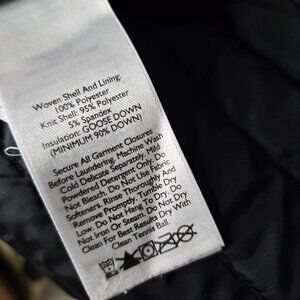 Woven Shell And Lining:
100% Polyester
Knit Shell: 95% Polyester
5% Spandex
Insulation: GOOSE DOWN
(MINIMUM 90% DOWN)
Secure All Garment Closures
Before Laundering. Machine Wash
Cold Delicate Separately, Mild
Powdered Detergent Only. Do
Not Bleach. Do Not Use Fabric
Softeners. Rinse Thoroughly And
Remove Promptly. Tumble Dry
Low. Do Not Hang To Dry. Do
Not Iron Or Steam. Do Not Dry
Clean For Best Results Dry With
Clean Tennis Ball.